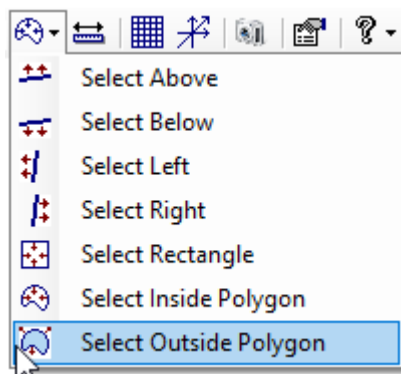 Select Above
Select Below
Select Left
Select Right
Select Rectangle
Select Inside Polygon
Select Outside Polygon